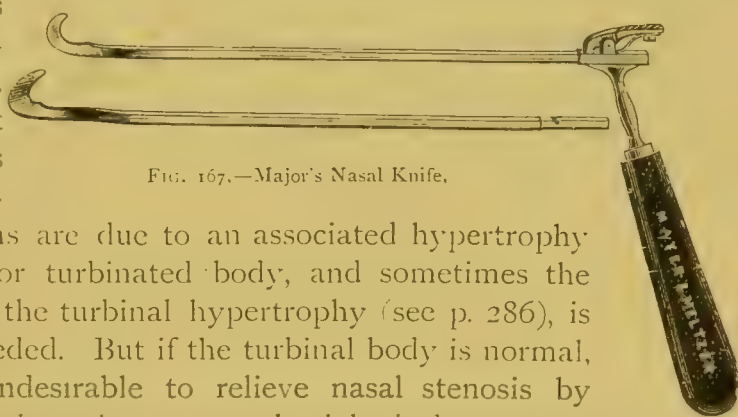 FIG. 167.—Major's Nasal Knife.
ns are due to an associated hypertrophy
or turbinated body, and sometimes the
the turbinal hypertrophy (see p. 286), is
eded. But if the turbinal body is normal,
ndesirable to relieve nasal stenosis by